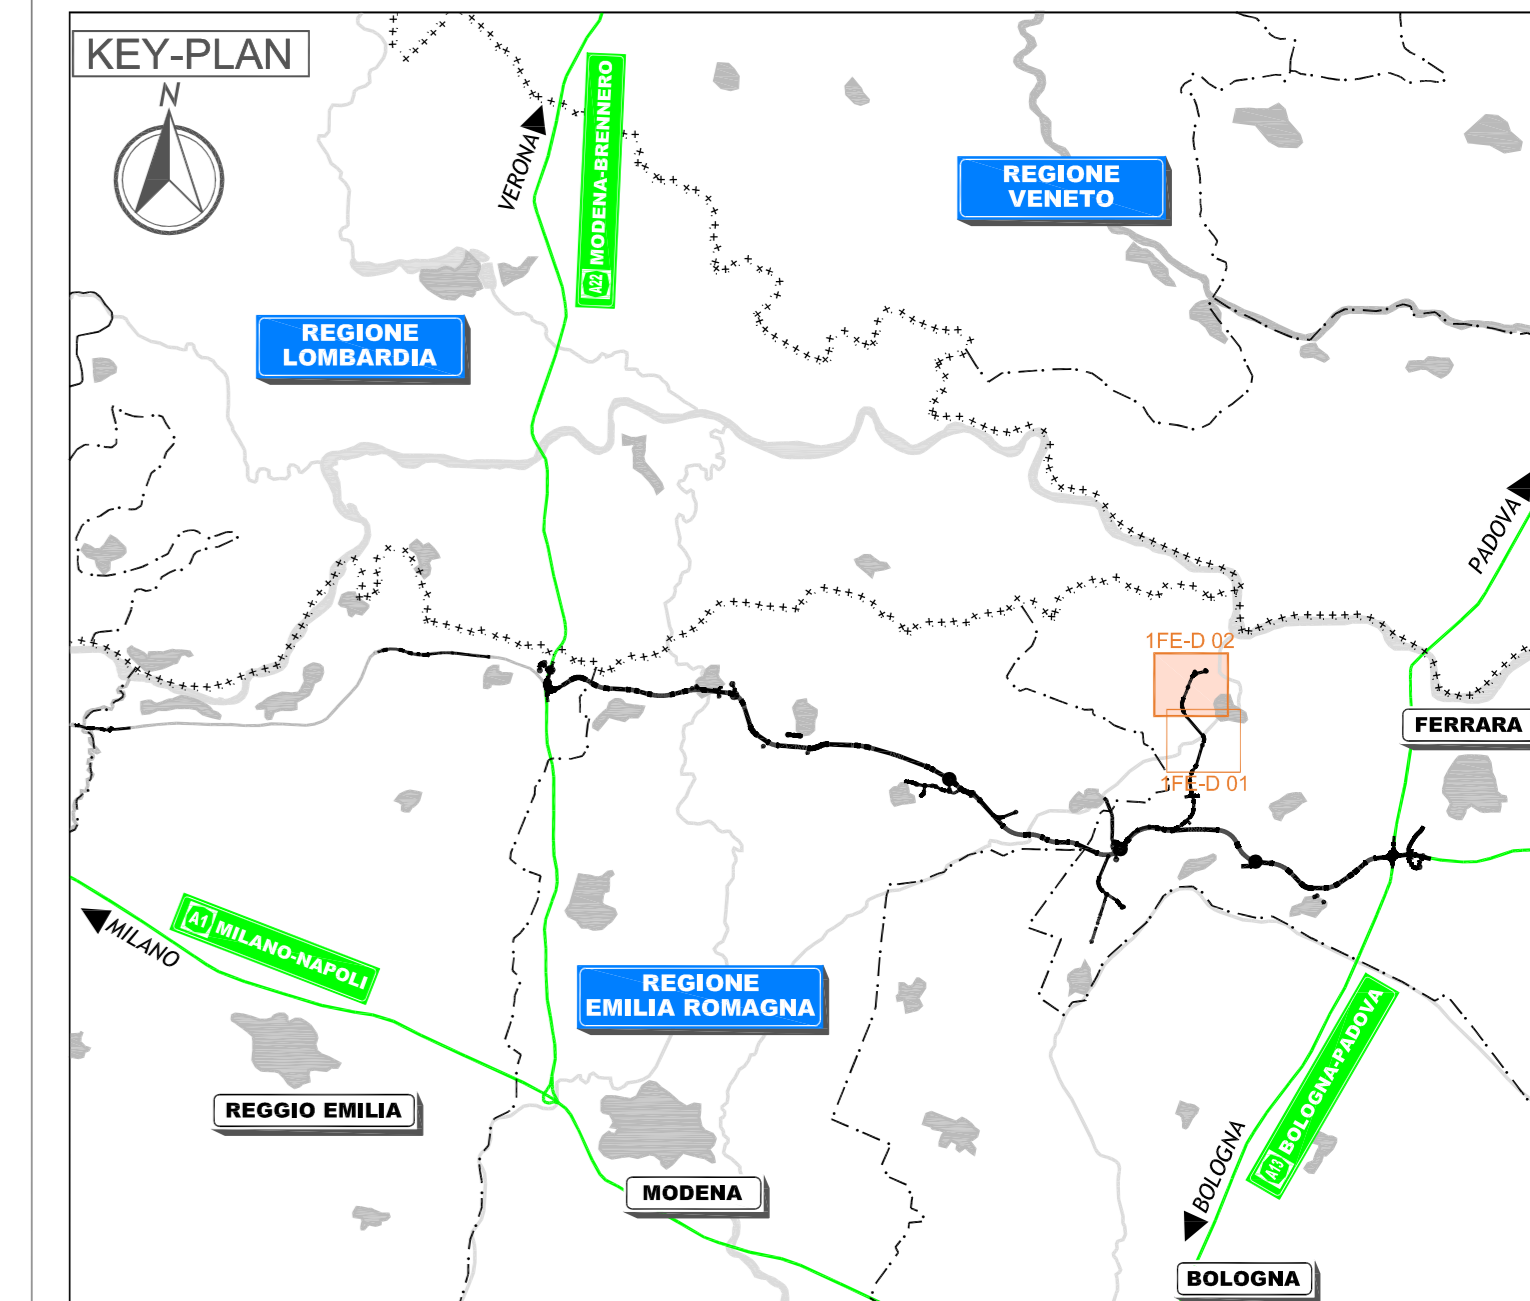 KEY-PLAN
N
VERONA
A22 MODENA-BRENNERO
REGIONE
VENETO
REGIONE
LOMBARDIA
PADOVA
1FE-D 02
FERRARA
1FE-D 01
A1 MILANO-NAPOLI
MILANO
REGIONE
EMILIA ROMAGNA
A13 BOLOGNA-PADOVA
REGGIO EMILIA
BOLOGNA
MODENA
BOLOGNA